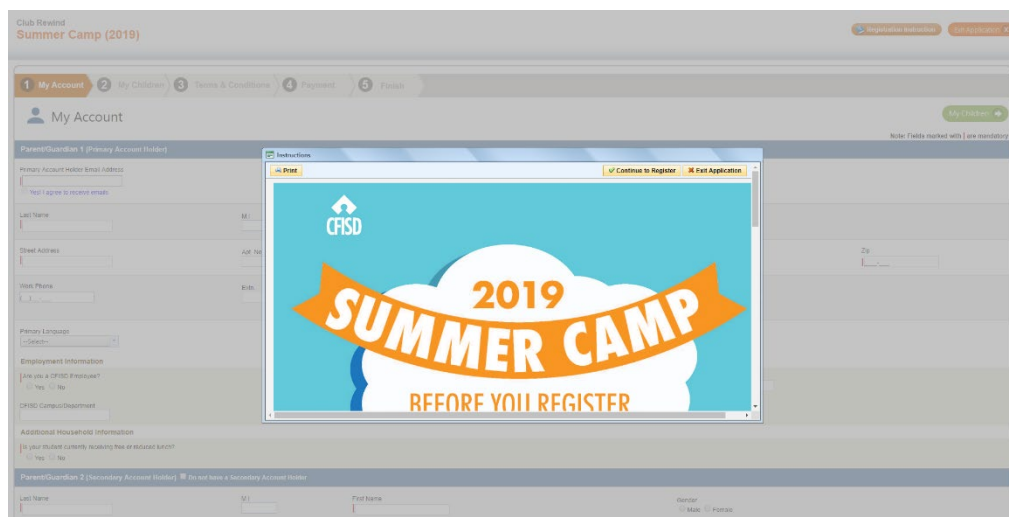 Club Rewind
Summer Camp (2019)
Registration Instruction
Exit Application
1 My Account
2 My Children
3 Terms & Conditions
4 Payment
5 Finish
My Account
My Children
Note: Fields marked with | are mandatory
Parent/Guardian 1 (Primary Account Holder)
Instructions
Primary Account Holder Email Address
Print
Continue to Register
Exit Application
Yes! I agree to receive emails
CFISD
Last Name
M.I
Street Address
Apt. No
Zip
2019
Work Phone
Extn.
SUMMER CAMP
Primary Language
--Select--
Employment Information
Are you a CFISD Employee?
Yes
No
BEFORE YOU REGISTER
CFISD Campus/Department
Additional Household Information
Is your student currently receiving free or reduced lunch?
Yes
No
Parent/Guardian 2 (Secondary Account Holder)
Do not have a Secondary Account Holder
Last Name
M.I
First Name
Gender
Male
Female